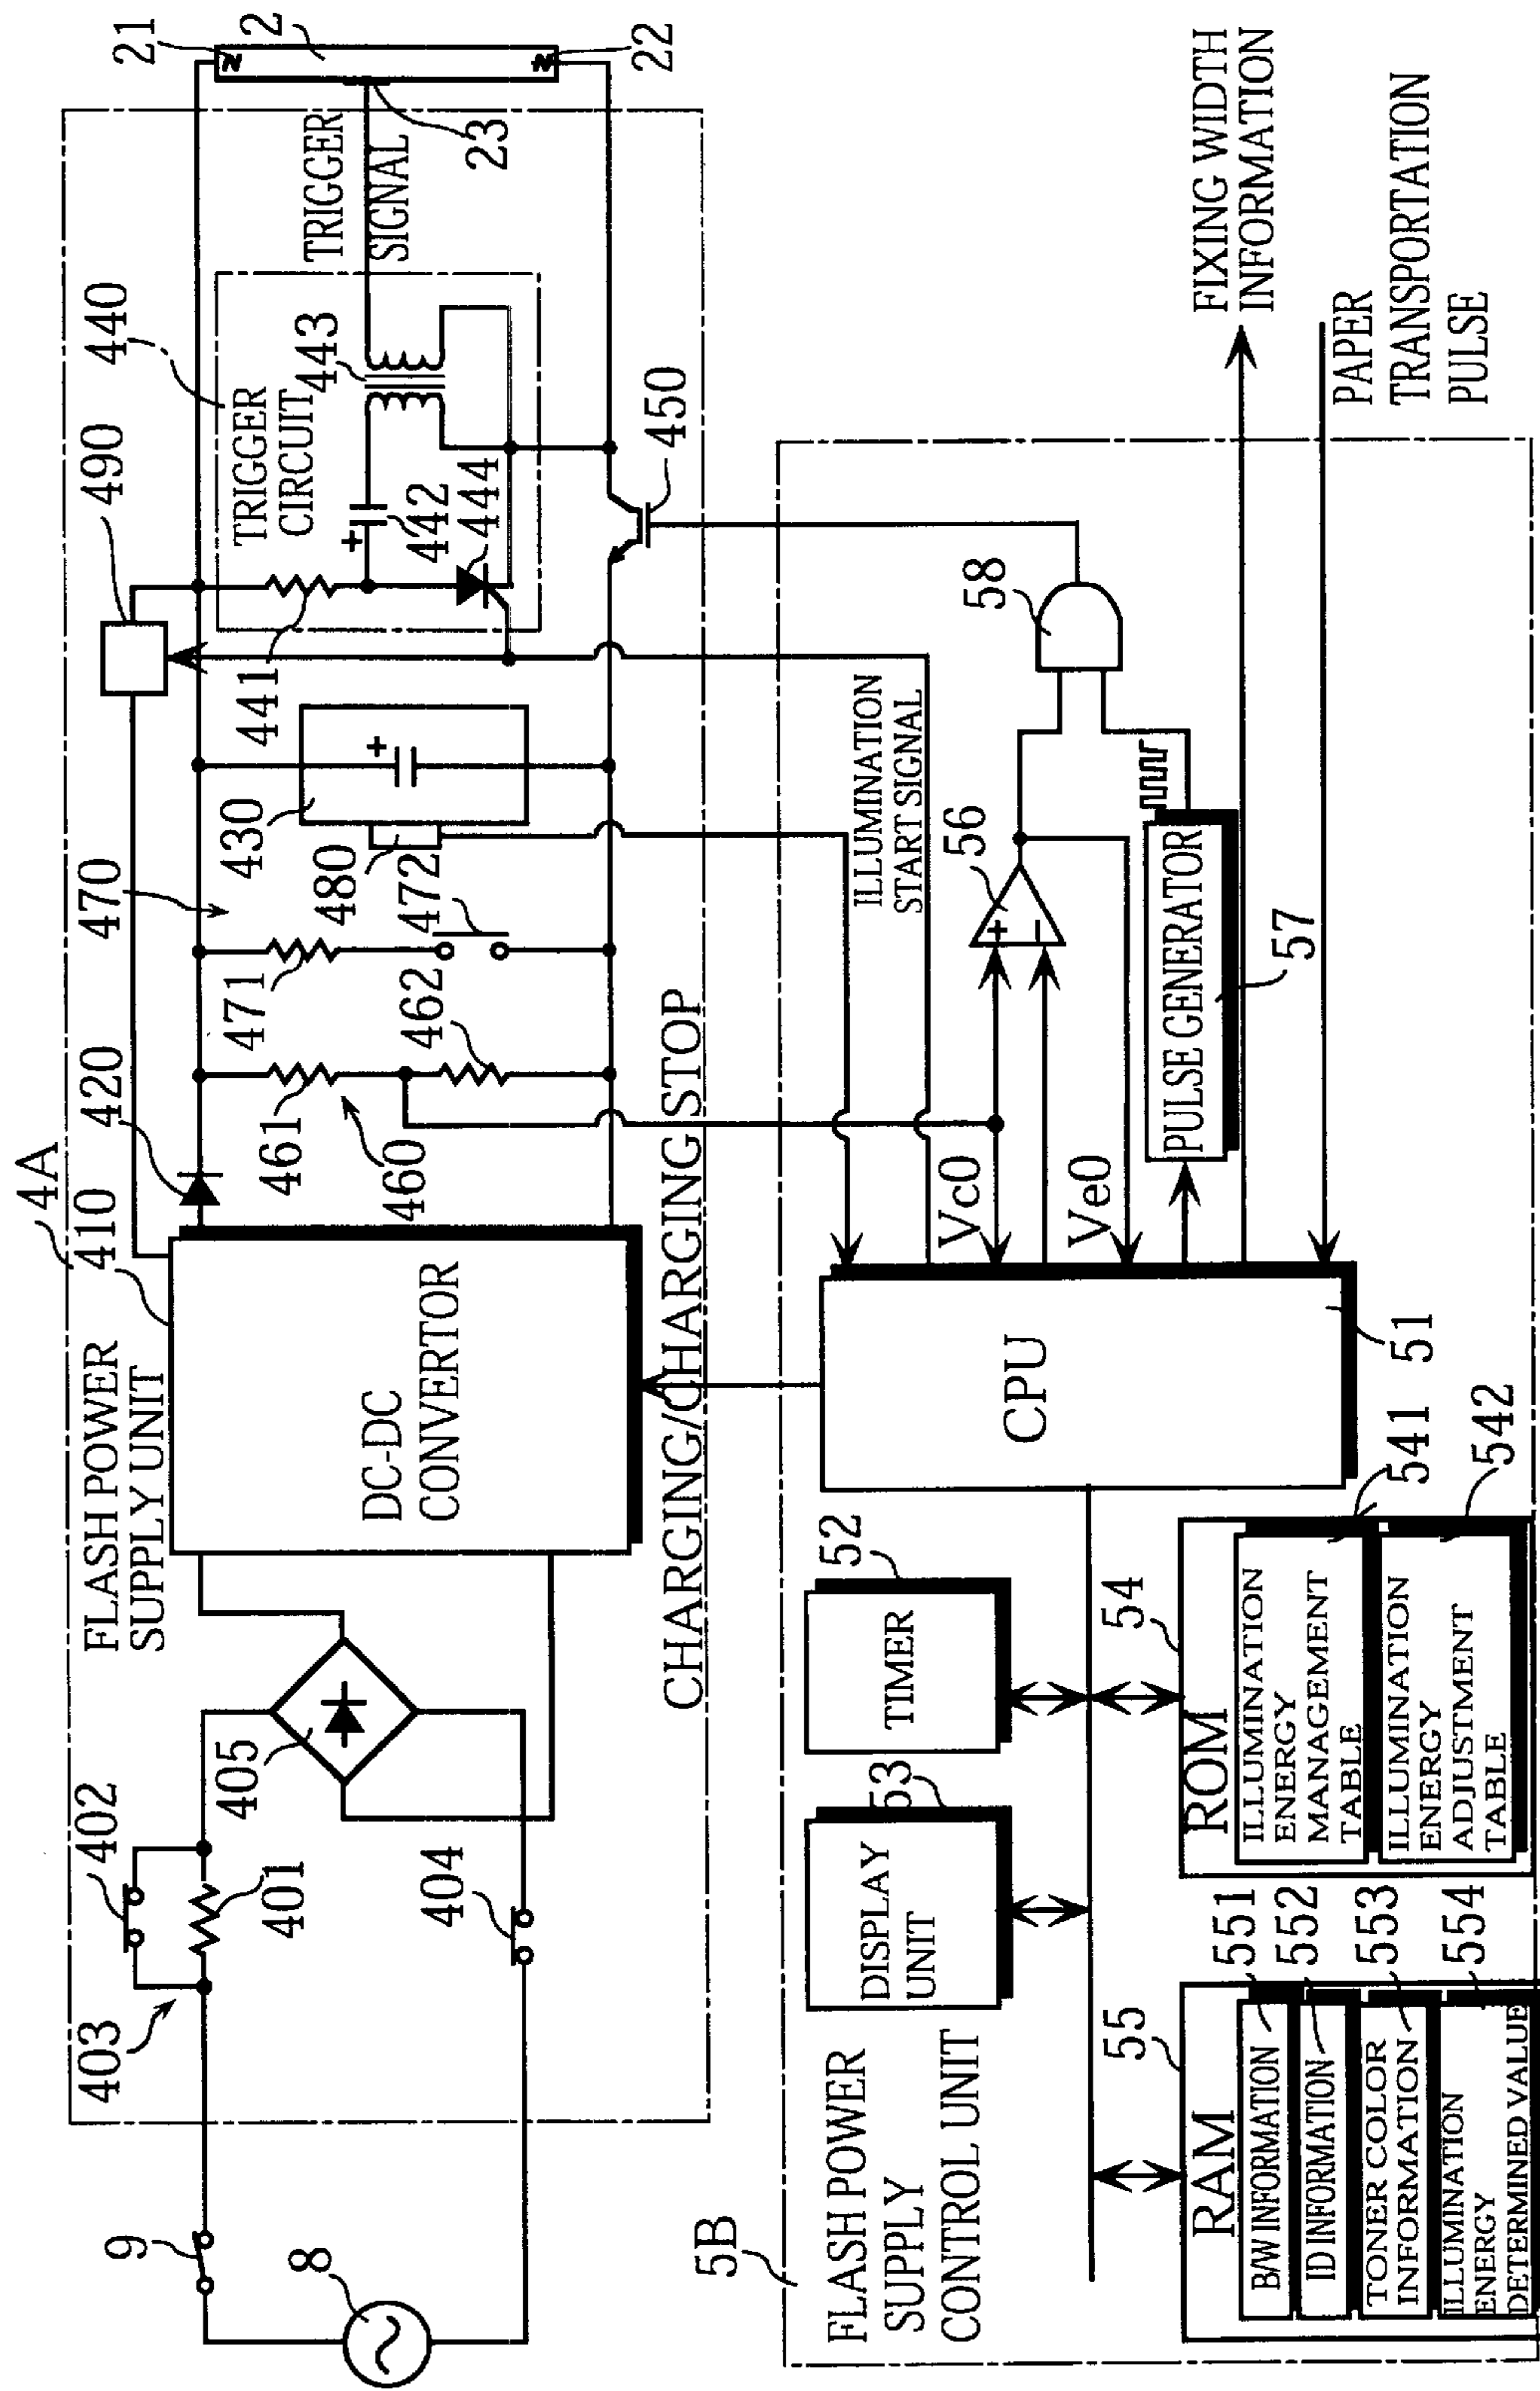 4A
FLASH POWER
SUPPLY UNIT
410
420
470
490
440
21
2
22
23
TRIGGER
SIGNAL
TRIGGER
CIRCUIT
443
442
444
441
450
430
480
472
471
462
461
460
DC-DC
CONVERTOR
405
402
401
403
404
9
8
CHARGING/CHARGING STOP
5B
FLASH POWER
SUPPLY
CONTROL UNIT
DISPLAY
UNIT
53
TIMER
52
CPU
51
ILLUMINATION
START SIGNAL
Vc0
Ve0
56
58
PULSE GENERATOR
57
FIXING WIDTH
INFORMATION
PAPER
TRANSPORTATION
PULSE
55
RAM
B/W INFORMATION
551
ID INFORMATION
552
TONER COLOR
INFORMATION
553
ILLUMINATION
ENERGY
DETERMINED VALUE
554
54
ROM
ILLUMINATION
ENERGY
MANAGEMENT
TABLE
541
ILLUMINATION
ENERGY
ADJUSTMENT
TABLE
542